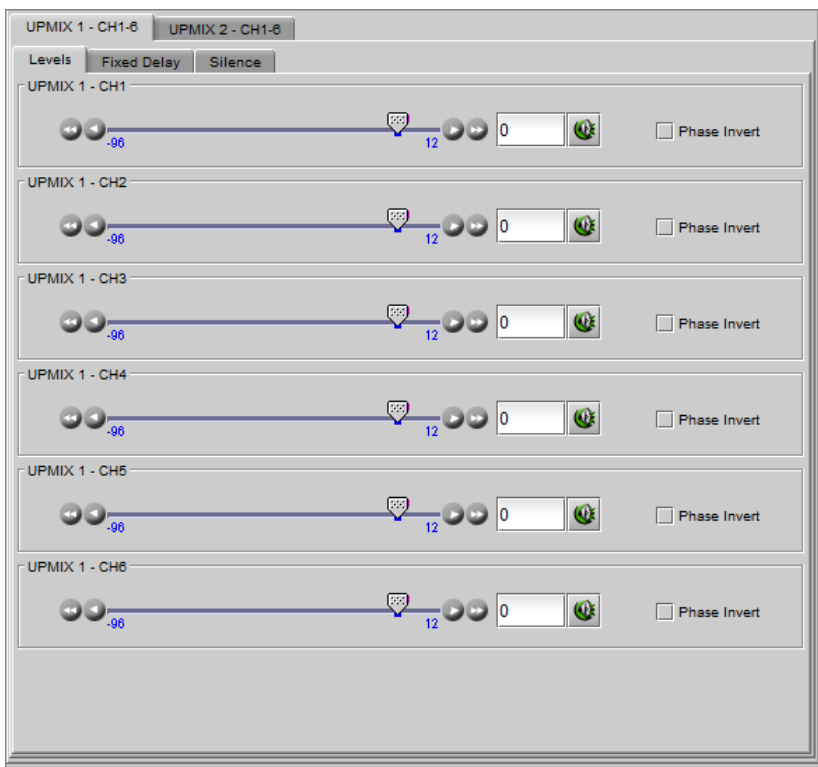 UPMIX 1 - CH1-6 UPMIX 2 - CH1-6
Levels Fixed Delay Silence
UPMIX 1 - CH1
-96 12 0 Phase Invert
UPMIX 1 - CH2
-96 12 0 Phase Invert
UPMIX 1 - CH3
-96 12 0 Phase Invert
UPMIX 1 - CH4
-96 12 0 Phase Invert
UPMIX 1 - CH5
-96 12 0 Phase Invert
UPMIX 1 - CH6
-96 12 0 Phase Invert